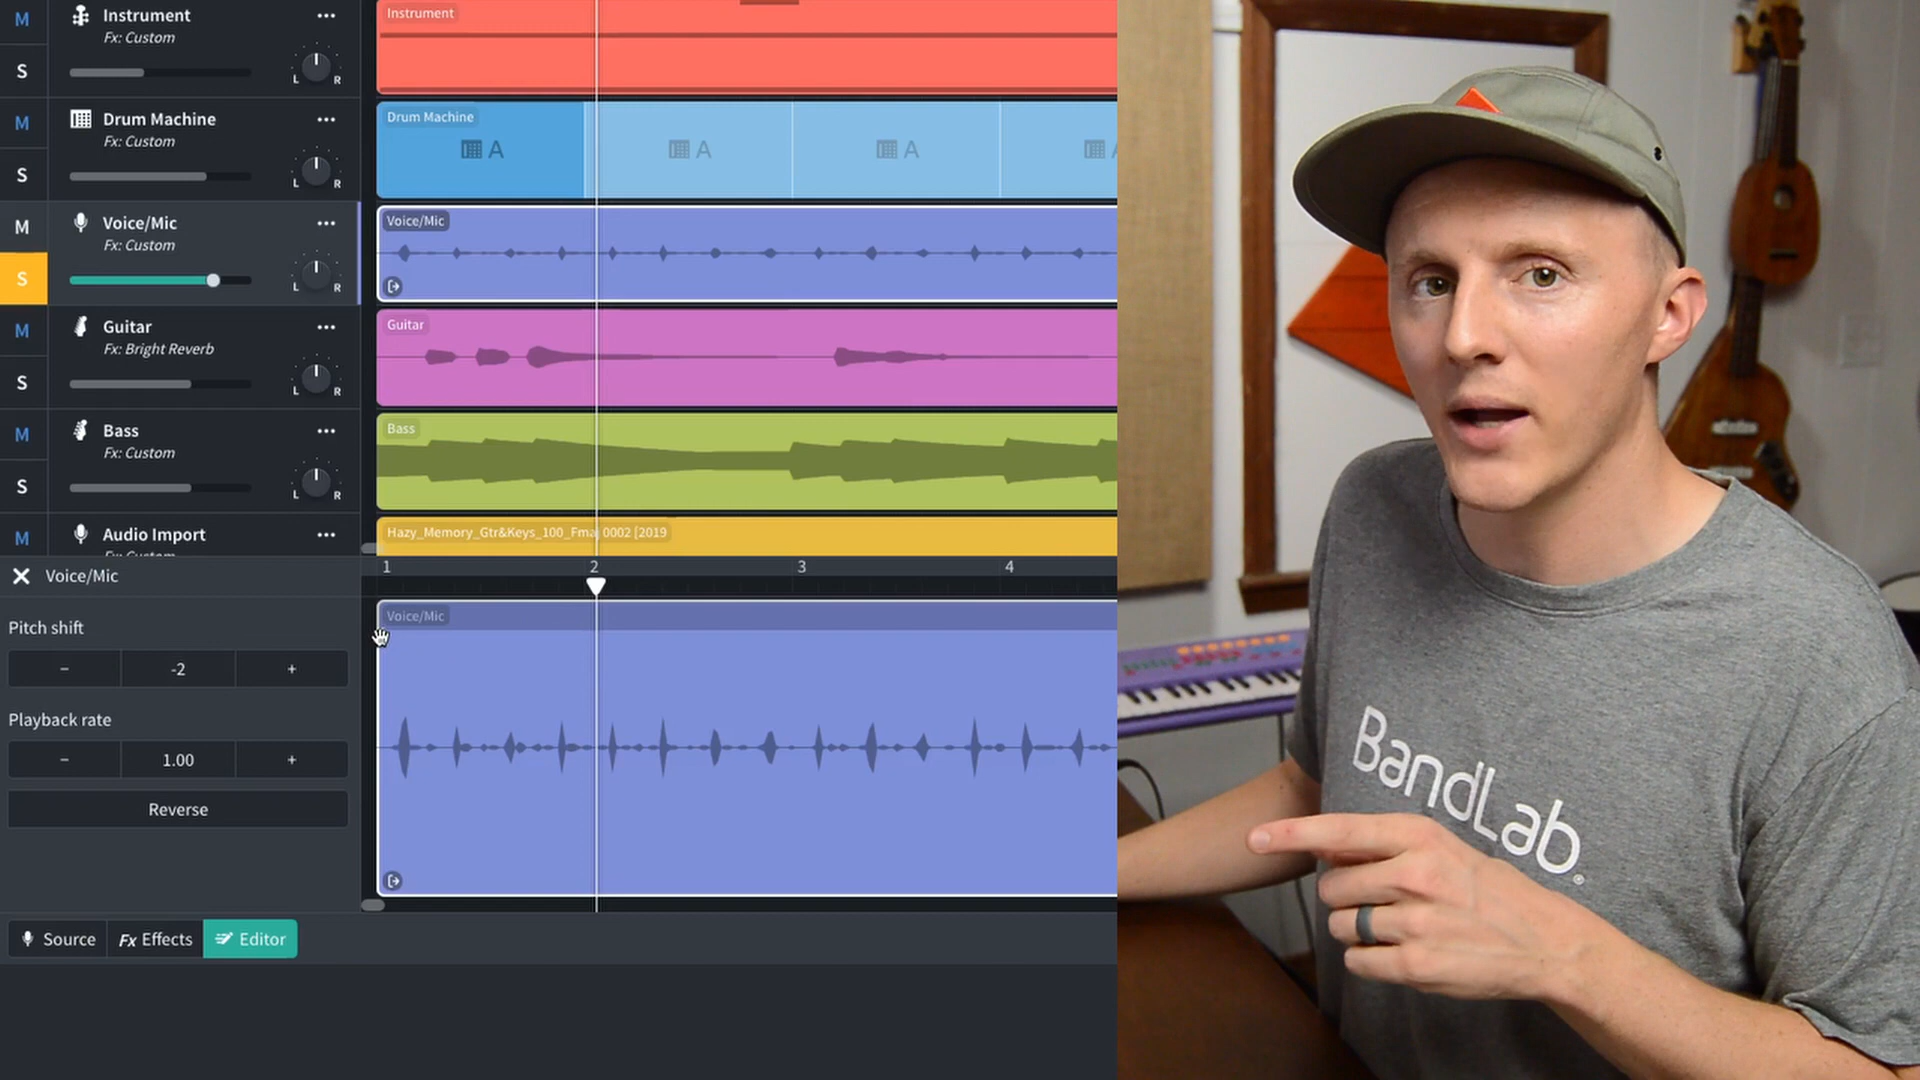 M
Instrument
Fx: Custom
S
L R
M
Drum Machine
Fx: Custom
S
L R
M
Voice/Mic
Fx: Custom
S
L R
M
Guitar
Fx: Bright Reverb
S
L R
M
Bass
Fx: Custom
S
L R
M
Audio Import
Instrument
Drum Machine
A
A
A
Voice/Mic
Guitar
Bass
Hazy_Memory_Gtr&Keys_100_Fmaj 0002 [2019
1 2 3 4
Voice/Mic
Voice/Mic
Pitch shift
− -2 +
Playback rate
− 1.00 +
Reverse
Source
Fx Effects
Editor
BandLab®